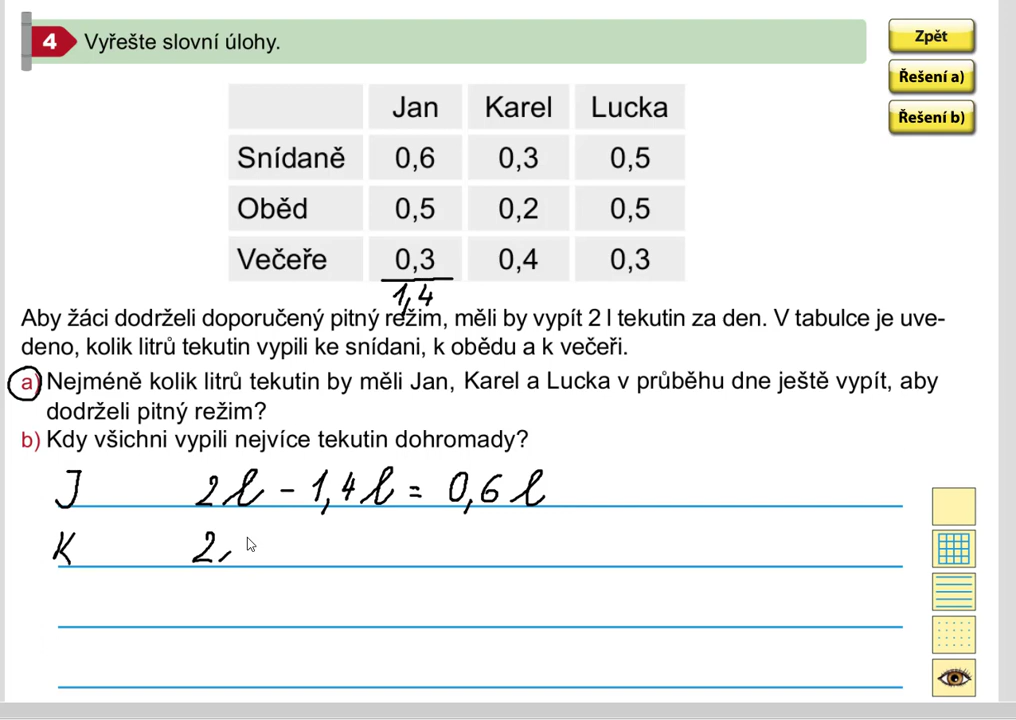 4 Vyřešte slovní úlohy.
Zpět
Řešení a)
Řešení b)
Jan Karel Lucka
Snídaně 0,6 0,3 0,5
Oběd 0,5 0,2 0,5
Večeře 0,3 0,4 0,3
1,4
Aby žáci dodrželi doporučený pitný režim, měli by vypít 2 l tekutin za den. V tabulce je uve-
deno, kolik litrů tekutin vypili ke snídani, k obědu a k večeři.
a) Nejméně kolik litrů tekutin by měli Jan, Karel a Lucka v průběhu dne ještě vypít, aby
dodrželi pitný režim?
b) Kdy všichni vypili nejvíce tekutin dohromady?
J 2 l - 1,4 l = 0,6 l
K 2